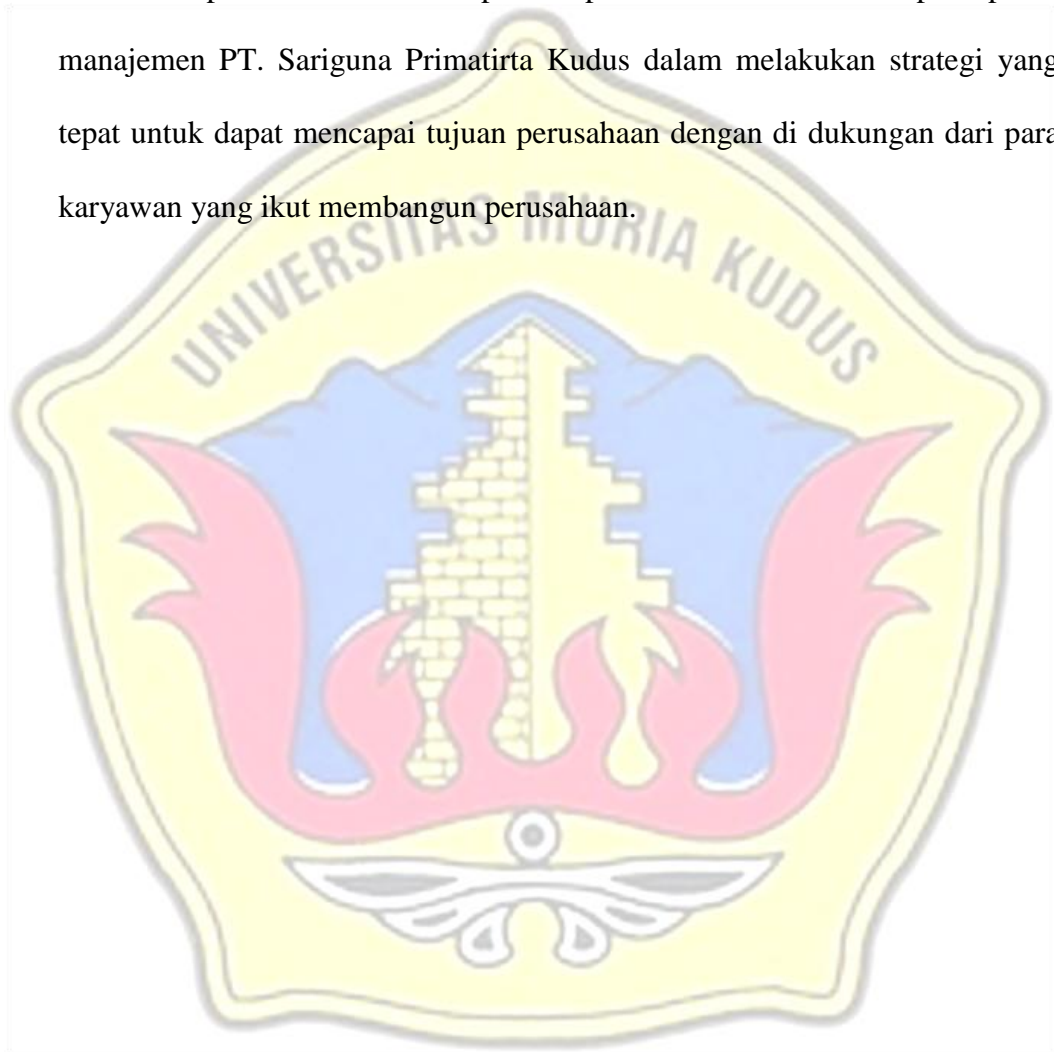 manajemen PT. Sariguna Primatirta Kudus dalam melakukan strategi yang
tepat untuk dapat mencapai tujuan perusahaan dengan di dukungan dari para
karyawan yang ikut membangun perusahaan.
UNIVERSITAS MURIA KUDUS